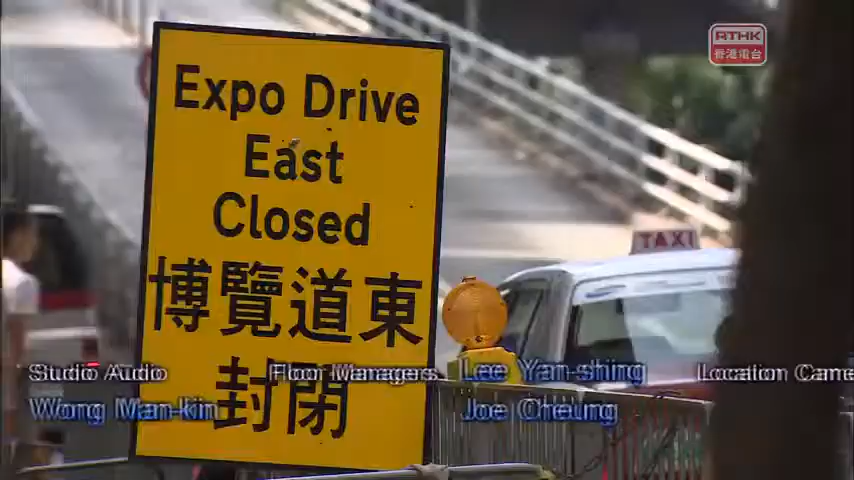 RTHK
香港電台
Expo Drive
East
Closed
博覽道東
封閉
TAXI
Studio Audio
Wong Man-kin
Floor Managers
Lee Yan-shing
Joe Cheung
Location Came